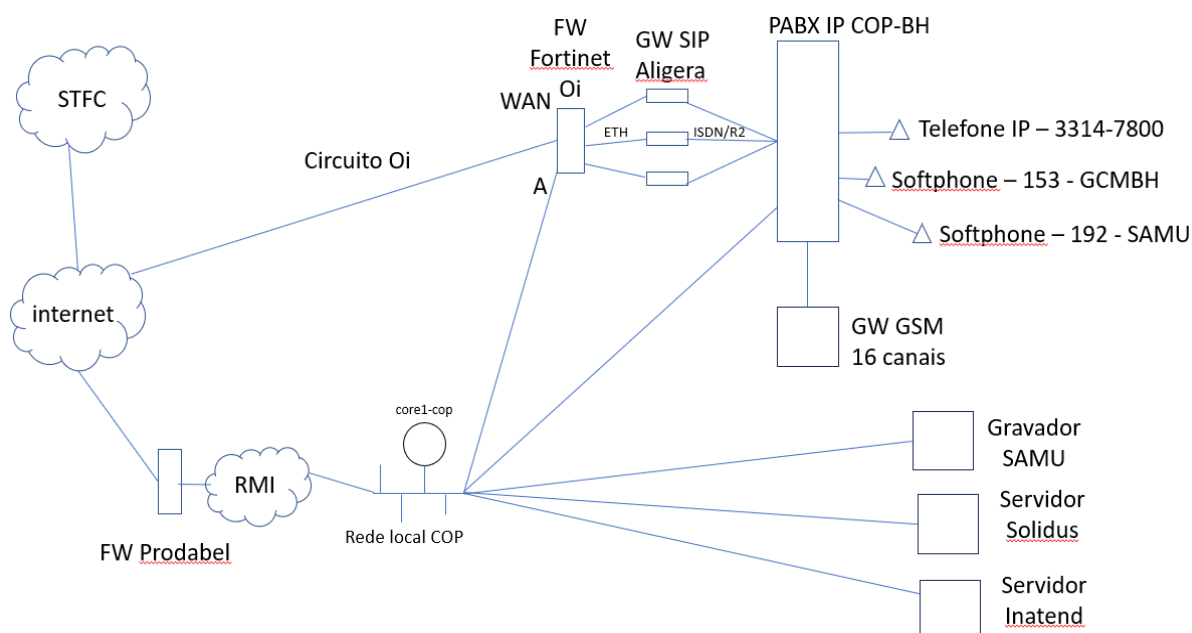 STFC
internet
Circuito Oi
WAN
FW
Fortinet
Oi
A
GW SIP
Aligera
ETH
ISDN/R2
PABX IP COP-BH
Telefone IP – 3314-7800
Softphone – 153 - GCMBH
Softphone – 192 - SAMU
GW GSM
16 canais
core1-cop
RMI
Rede local COP
FW Prodabel
Gravador
SAMU
Servidor
Solidus
Servidor
Inatend